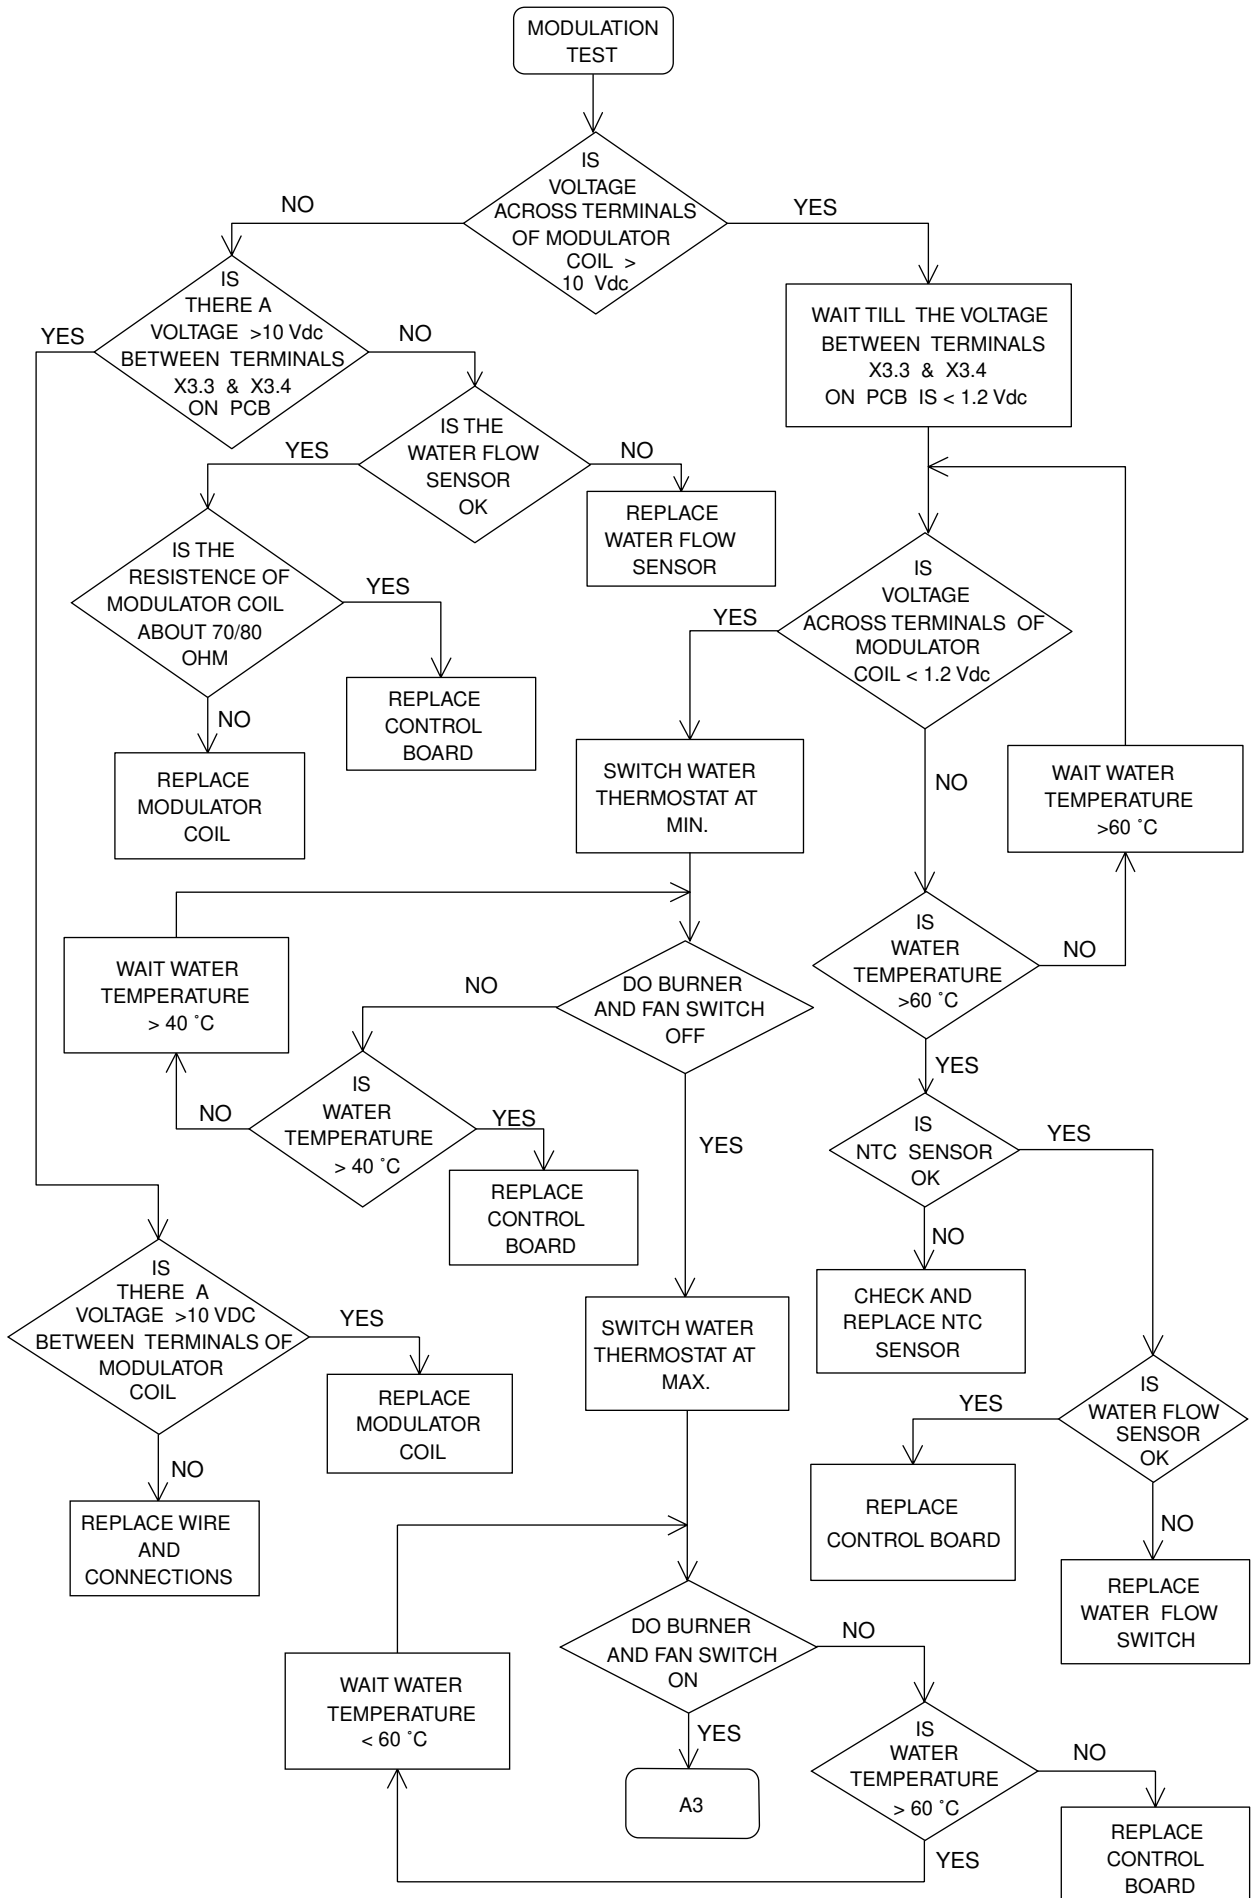 MODULATION
TEST
IS
VOLTAGE
ACROSS TERMINALS
OF MODULATOR
COIL >
10 Vdc
NO
YES
IS
THERE A
VOLTAGE >10 Vdc
BETWEEN TERMINALS
X3.3 & X3.4
ON PCB
YES
NO
WAIT TILL THE VOLTAGE
BETWEEN TERMINALS
X3.3 & X3.4
ON PCB IS < 1.2 Vdc
IS THE
WATER FLOW
SENSOR
OK
YES
NO
REPLACE
WATER FLOW
SENSOR
IS THE
RESISTENCE OF
MODULATOR COIL
ABOUT 70/80
OHM
YES
NO
REPLACE
CONTROL
BOARD
REPLACE
MODULATOR
COIL
IS
VOLTAGE
ACROSS TERMINALS OF
MODULATOR
COIL < 1.2 Vdc
YES
NO
SWITCH WATER
THERMOSTAT AT
MIN.
WAIT WATER
TEMPERATURE
>60 ˚C
IS
WATER
TEMPERATURE
>60 ˚C
NO
YES
WAIT WATER
TEMPERATURE
> 40 ˚C
DO BURNER
AND FAN SWITCH
OFF
NO
YES
IS
WATER
TEMPERATURE
> 40 ˚C
NO
YES
REPLACE
CONTROL
BOARD
IS
NTC SENSOR
OK
YES
NO
CHECK AND
REPLACE NTC
SENSOR
IS
THERE A
VOLTAGE >10 VDC
BETWEEN TERMINALS OF
MODULATOR
COIL
YES
NO
REPLACE
MODULATOR
COIL
REPLACE WIRE
AND
CONNECTIONS
SWITCH WATER
THERMOSTAT AT
MAX.
IS
WATER FLOW
SENSOR
OK
YES
NO
REPLACE
CONTROL BOARD
REPLACE
WATER FLOW
SWITCH
DO BURNER
AND FAN SWITCH
ON
NO
YES
WAIT WATER
TEMPERATURE
< 60 ˚C
A3
IS
WATER
TEMPERATURE
> 60 ˚C
NO
YES
REPLACE
CONTROL
BOARD